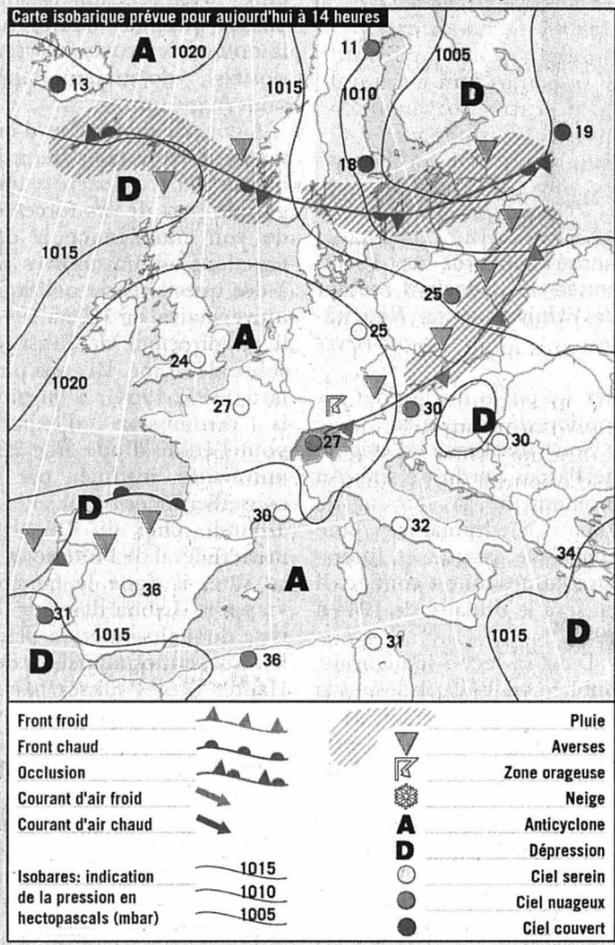 Carte isobarique prévue pour aujourd'hui à 14 heures
A 1020 11 1005
13 1015 1010 D
19
18
D
1015
25
A 25
24
1020
27 30 D 30
27
D 30 32
34
A
36
31 1015 1015
D 36 31 D
Front froid
Front chaud
Occlusion
Courant d'air froid
Courant d'air chaud
Isobares: indication 1015
de la pression en 1010
hectopascals (mbar) 1005
Pluie
Averses
Zone orageuse
Neige
A Anticyclone
D Dépression
Ciel serein
Ciel nuageux
Ciel couvert